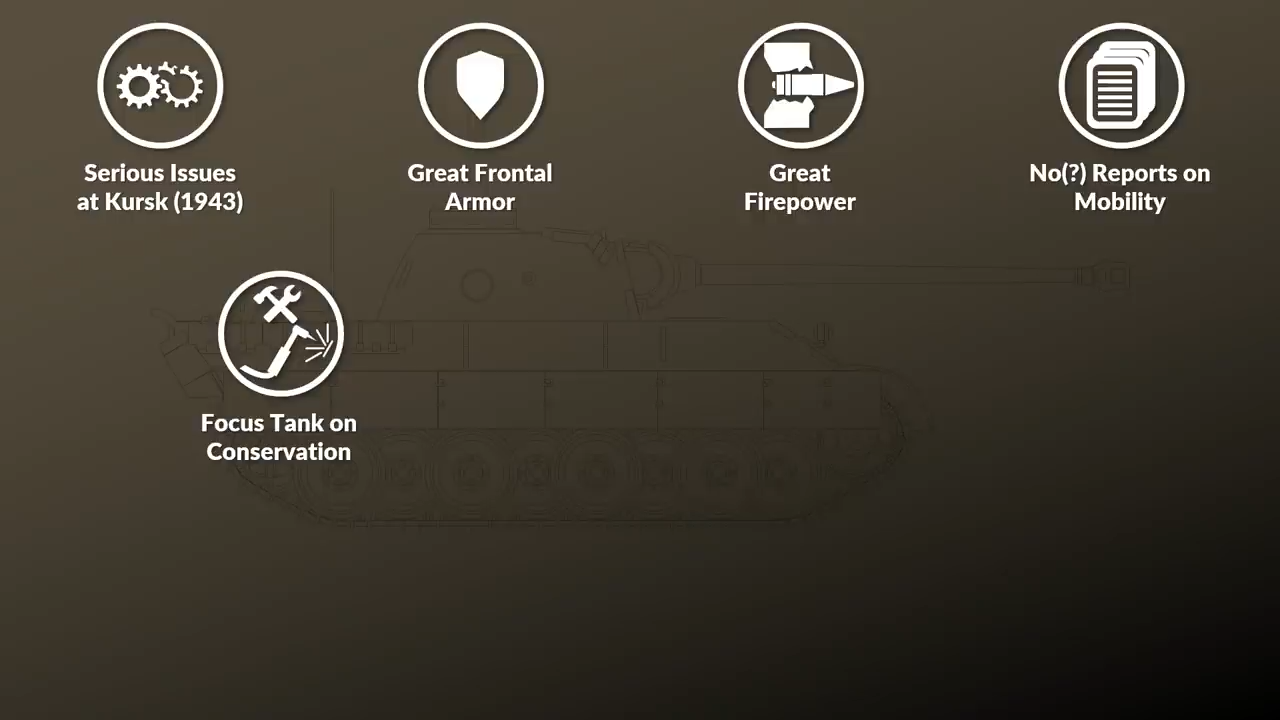 Serious Issues
at Kursk (1943)
Great Frontal
Armor
Great
Firepower
No(?) Reports on
Mobility
Focus Tank on
Conservation